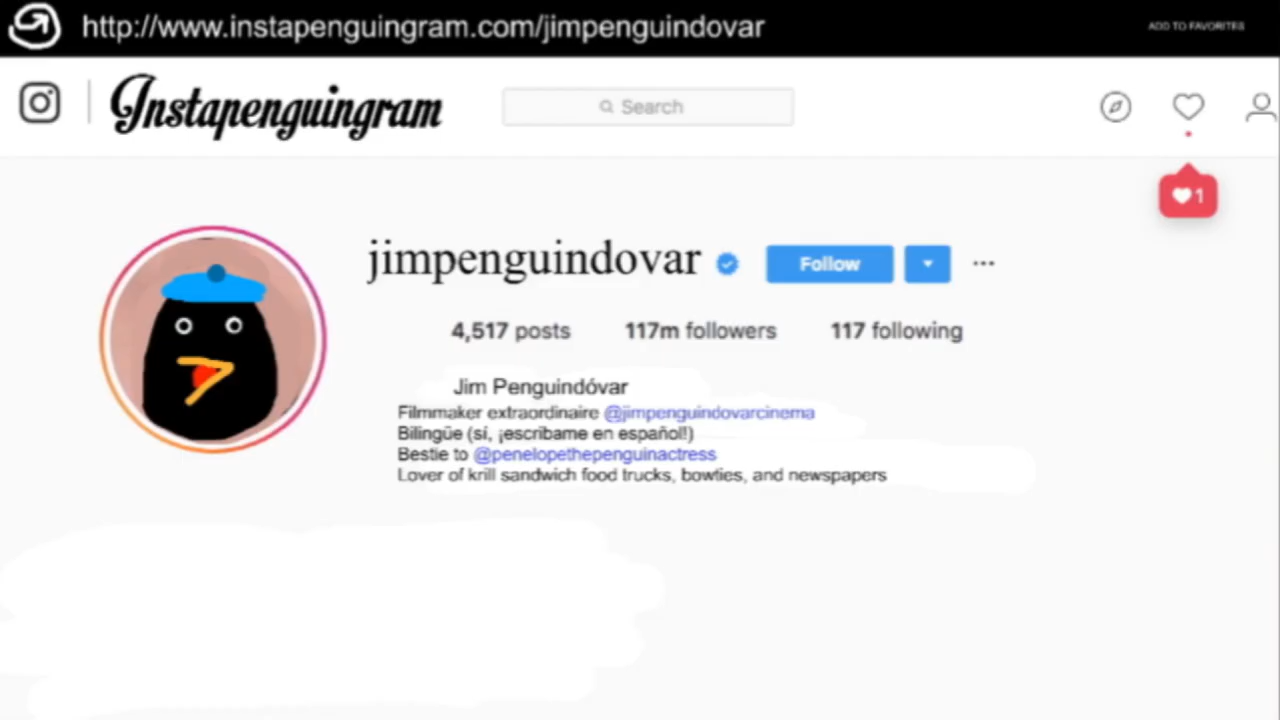 http://www.instapenguingram.com/jimpenguindovar
ADD TO FAVORITES
Instapenguingram
Search
1
jimpenguindovar
Follow
4,517 posts 117m followers 117 following
Jim Penguindóvar
Filmmaker extraordinaire @jimpenguindovarcinema
Bilingüe (sí, ¡escribame en español!)
Bestie to @penelopethepenguinactress
Lover of krill sandwich food trucks, bowties, and newspapers